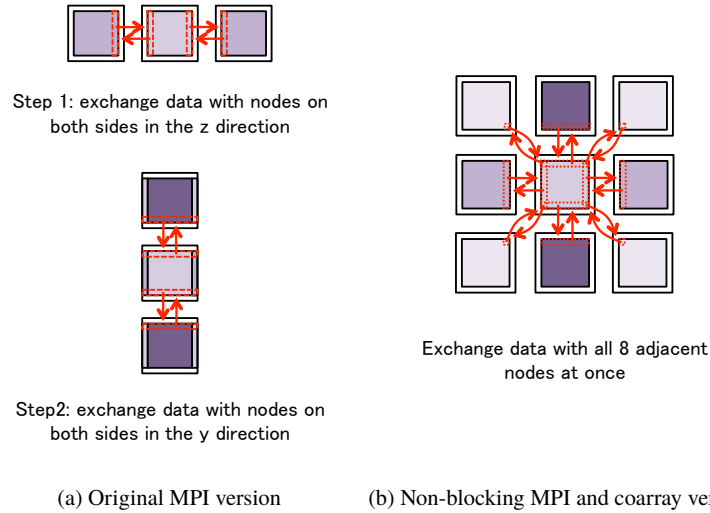 Step 1: exchange data with nodes on
both sides in the z direction
Step2: exchange data with nodes on
both sides in the y direction
(a) Original MPI version
Exchange data with all 8 adjacent
nodes at once
(b) Non-blocking MPI and coarray ver